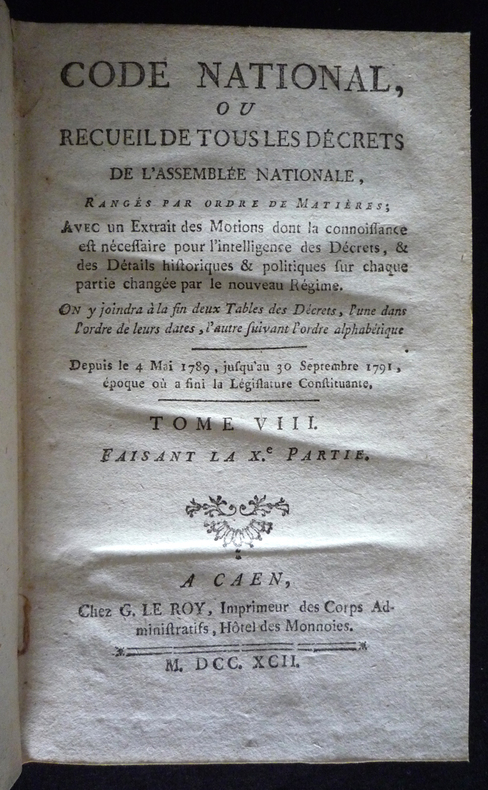 CODE NATIONAL,
OU
RECUEIL DE TOUS LES DÉCRETS
DE L'ASSEMBLÉE NATIONALE,
RANGÉS PAR ORDRE DE MATIÈRES;
AVEC un Extrait des Motions dont la connoiſſance
eſt néceſſaire pour l'intelligence des Décrets, &
des Détails hiſtoriques & politiques ſur chaque
partie changée par le nouveau Régime.
ON y joindra à la fin deux Tables des Décrets, l'une dans
l'ordre de leurs dates, l'autre ſuivant l'ordre alphabétique
Depuis le 4 Mai 1789, juſqu'au 30 Septembre 1791,
époque où a fini la Légiſlature Conſtituante.
TOME VIII.
FAISANT LA X.e PARTIE.
A CAEN,
Chez G. LE ROY, Imprimeur des Corps Ad-
miniſtratifs, Hôtel des Monnoies.
M. DCC. XCII.